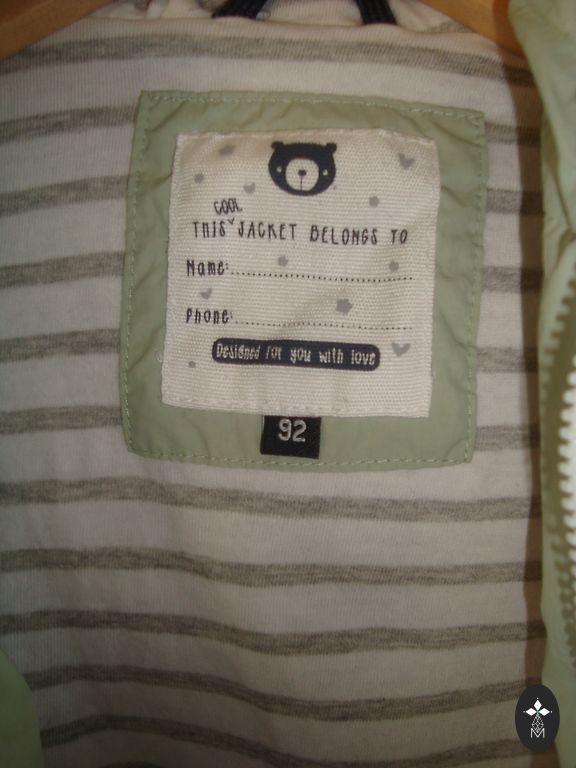 COOL
THIS JACKET BELONGS TO
Name:
Phone:
Designed for you with love
92
M